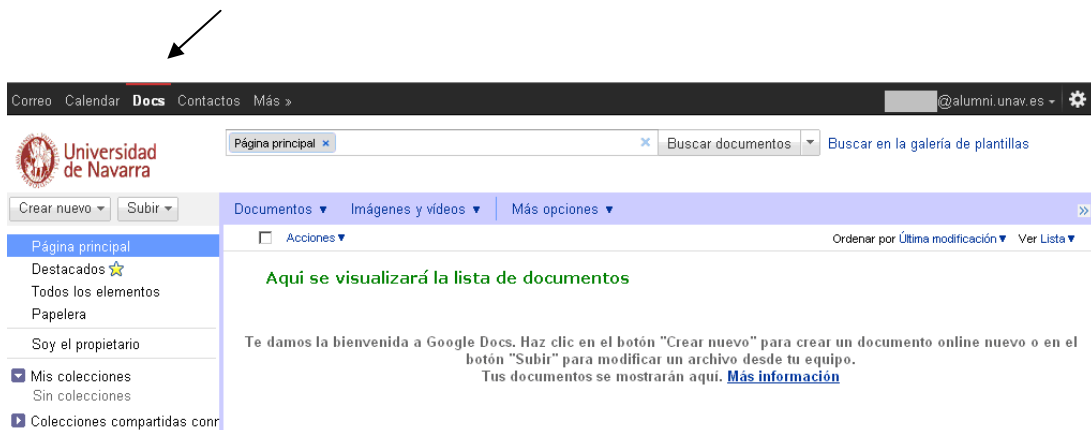 Correo Calendar Docs Contactos Más »
@alumni.unav.es
Universidad
de Navarra
Página principal ×
Buscar documentos
Buscar en la galería de plantillas
Crear nuevo
Subir
Documentos
Imágenes y vídeos
Más opciones
»
Acciones
Ordenar por Última modificación
Ver Lista
Página principal
Destacados
Todos los elementos
Papelera
Soy el propietario
Mis colecciones
Sin colecciones
Colecciones compartidas
Aqui se visualizará la lista de documentos
Te damos la bienvenida a Google Docs. Haz clic en el botón "Crear nuevo" para crear un documento online nuevo o en el
botón "Subir" para modificar un archivo desde tu equipo.
Tus documentos se mostrarán aquí. Más información